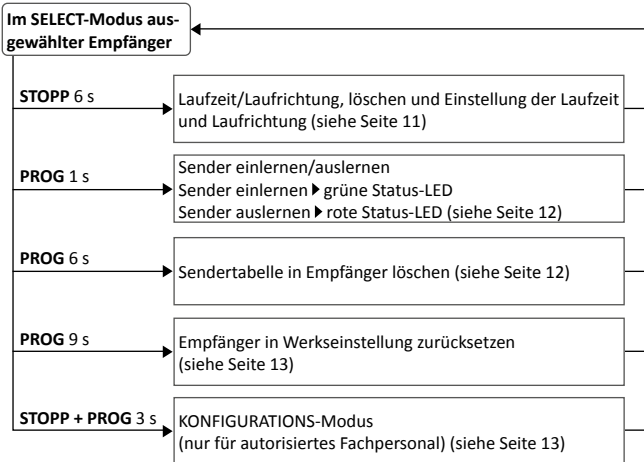 Im SELECT-Modus aus-
gewählter Empfänger
STOPP 6 s
Laufzeit/Laufrichtung, löschen und Einstellung der Laufzeit
und Laufrichtung (siehe Seite 11)
PROG 1 s
Sender einlernen/auslernen
Sender einlernen ▶ grüne Status-LED
Sender auslernen ▶ rote Status-LED (siehe Seite 12)
PROG 6 s
Sendertabelle in Empfänger löschen (siehe Seite 12)
PROG 9 s
Empfänger in Werkseinstellung zurücksetzen
(siehe Seite 13)
STOPP + PROG 3 s
KONFIGURATIONS-Modus
(nur für autorisiertes Fachpersonal) (siehe Seite 13)